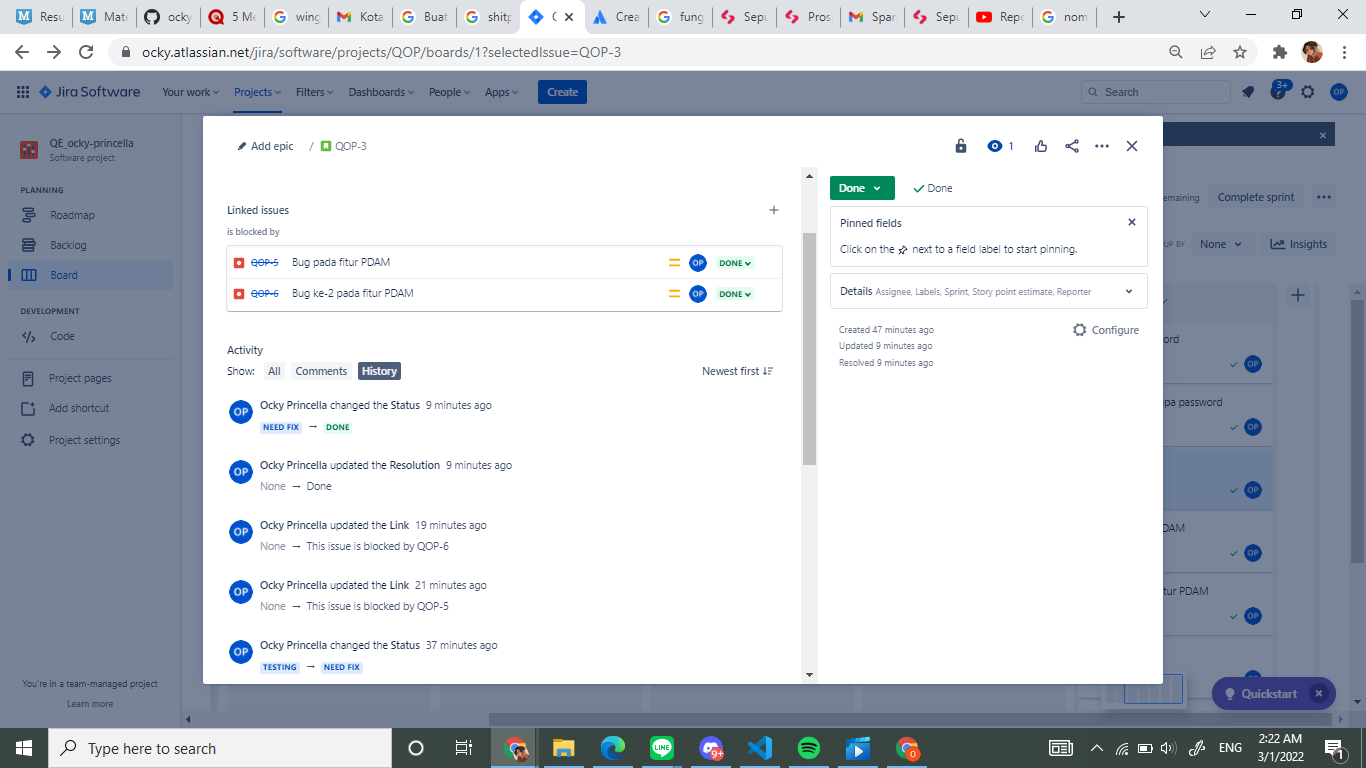 Resu
Mate
ocky
5 Me
wing
Kota
Buat
shitp
C
Crea
fung
Sepu
Pros
Span
Sepu
Repo
nom
ocky.atlassian.net/jira/software/projects/QOP/boards/1?selectedIssue=QOP-3
Jira Software
Your work
Projects
Filters
Dashboards
People
Apps
Create
Search
3+
OP
QE_ocky-princella
Software project
PLANNING
Roadmap
Backlog
Board
DEVELOPMENT
Code
Project pages
Add shortcut
Project settings
You're in a team-managed project
Learn more
Add epic / QOP-3
1
Linked issues
is blocked by
QOP-5 Bug pada fitur PDAM OP DONE
QOP-6 Bug ke-2 pada fitur PDAM OP DONE
Activity
Show: All Comments History Newest first
OP Ocky Princella changed the Status 9 minutes ago
NEED FIX → DONE
OP Ocky Princella updated the Resolution 9 minutes ago
None → Done
OP Ocky Princella updated the Link 19 minutes ago
None → This issue is blocked by QOP-6
OP Ocky Princella updated the Link 21 minutes ago
None → This issue is blocked by QOP-5
OP Ocky Princella changed the Status 37 minutes ago
TESTING → NEED FIX
Done
Done
Pinned fields
Click on the next to a field label to start pinning.
Details Assignee, Labels, Sprint, Story point estimate, Reporter
Created 47 minutes ago
Updated 9 minutes ago
Resolved 9 minutes ago
Configure
emaining
Complete sprint
UP BY
None
Insights
ord
OP
pa password
OP
OP
DAM
OP
tur PDAM
OP
Quickstart
Type here to search
9+
0
ENG
2:22 AM
3/1/2022
1